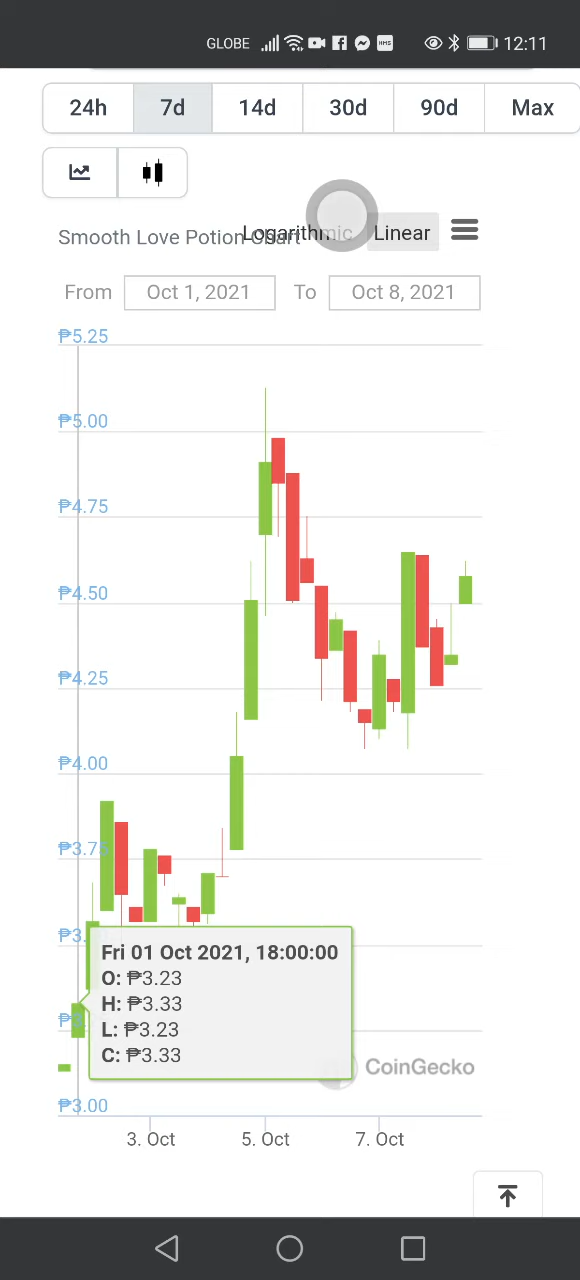 GLOBE 12:11
24h 7d 14d 30d 90d Max
Smooth Love Potion Chart Logarithmic Linear
From Oct 1, 2021 To Oct 8, 2021
₱5.25
₱5.00
₱4.75
₱4.50
₱4.25
₱4.00
₱3.75
Fri 01 Oct 2021, 18:00:00
O: ₱3.23
H: ₱3.33
L: ₱3.23
C: ₱3.33
CoinGecko
₱3.00
3. Oct 5. Oct 7. Oct